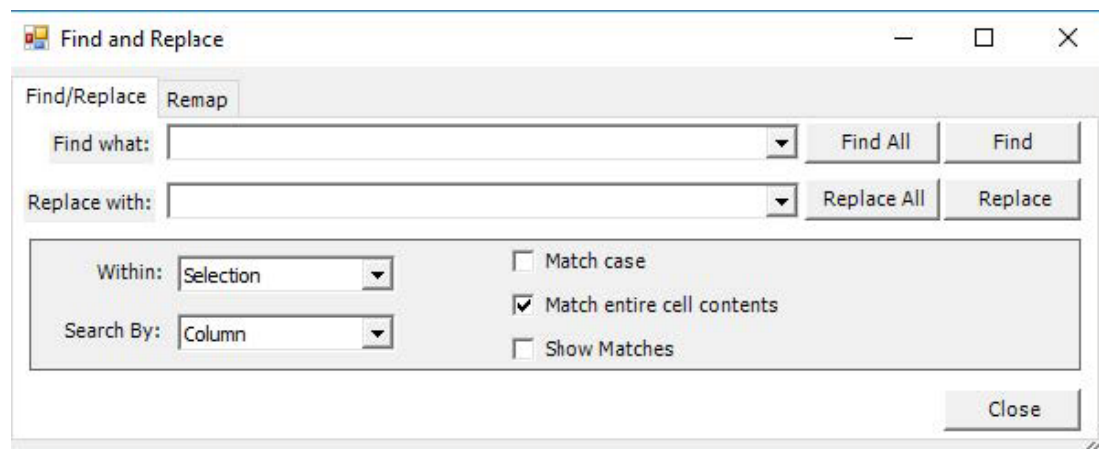 Find and Replace
Find/Replace Remap
Find what: Find All Find
Replace with: Replace All Replace
Within: Selection Match case
Match entire cell contents
Search By: Column
Show Matches
Close